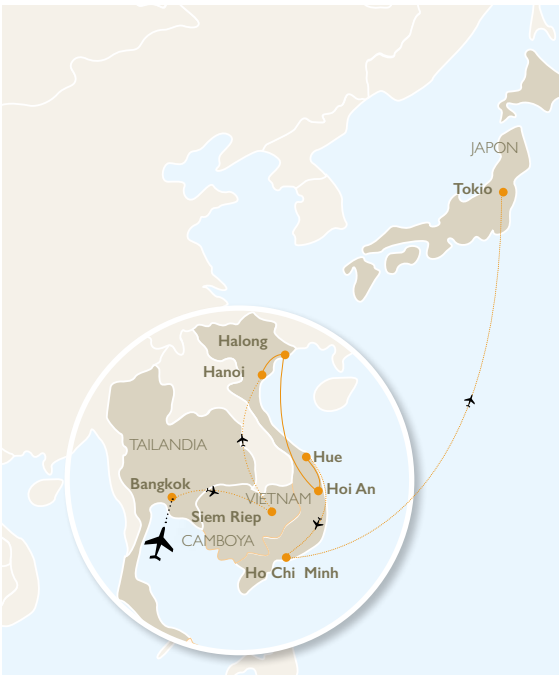 JAPON
Tokio
Halong
Hanoi
TAILANDIA
Hue
Bangkok
Hoi An
VIETNAM
Siem Riep
CAMBOYA
Ho Chi Minh